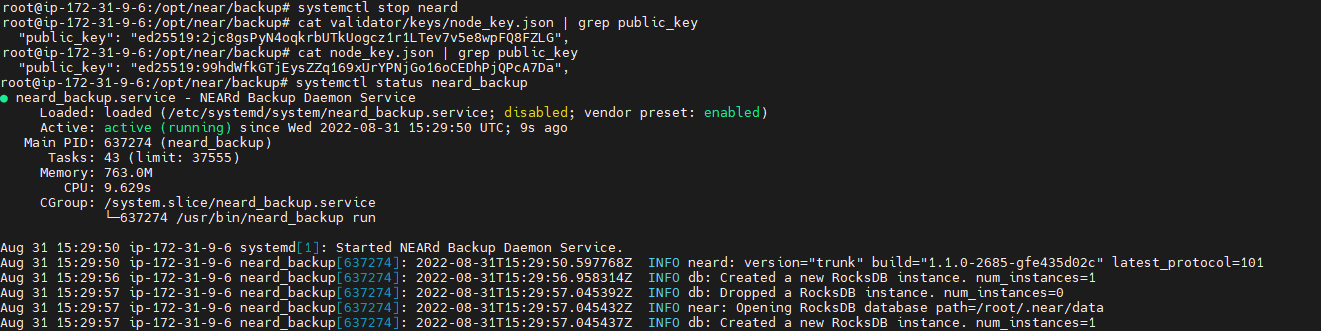 root@ip-172-31-9-6:/opt/near/backup# systemctl stop neard
root@ip-172-31-9-6:/opt/near/backup# cat validator/keys/node_key.json | grep public_key
"public_key": "ed25519:2jc8gsPyN4oqkrbUTkUogcz1r1LTev7v5e8wpFQ8FZLG",
root@ip-172-31-9-6:/opt/near/backup# cat node_key.json | grep public_key
"public_key": "ed25519:99hdWfkGTjEysZZq169xUrYPNjGo16oCEDhPjQPcA7Da",
root@ip-172-31-9-6:/opt/near/backup# systemctl status neard_backup
● neard_backup.service - NEARd Backup Daemon Service
Loaded: loaded (/etc/systemd/system/neard_backup.service; disabled; vendor preset: enabled)
Active: active (running) since Wed 2022-08-31 15:29:50 UTC; 9s ago
Main PID: 637274 (neard_backup)
Tasks: 43 (limit: 37555)
Memory: 763.0M
CPU: 9.629s
CGroup: /system.slice/neard_backup.service
└─637274 /usr/bin/neard_backup run
Aug 31 15:29:50 ip-172-31-9-6 systemd[1]: Started NEARd Backup Daemon Service.
Aug 31 15:29:50 ip-172-31-9-6 neard_backup[637274]: 2022-08-31T15:29:50.597768Z  INFO neard: version="trunk" build="1.1.0-2685-gfe435d02c" latest_protocol=101
Aug 31 15:29:56 ip-172-31-9-6 neard_backup[637274]: 2022-08-31T15:29:56.958314Z  INFO db: Created a new RocksDB instance. num_instances=1
Aug 31 15:29:57 ip-172-31-9-6 neard_backup[637274]: 2022-08-31T15:29:57.045392Z  INFO db: Dropped a RocksDB instance. num_instances=0
Aug 31 15:29:57 ip-172-31-9-6 neard_backup[637274]: 2022-08-31T15:29:57.045432Z  INFO near: Opening RocksDB database path=/root/.near/data
Aug 31 15:29:57 ip-172-31-9-6 neard_backup[637274]: 2022-08-31T15:29:57.045437Z  INFO db: Created a new RocksDB instance. num_instances=1